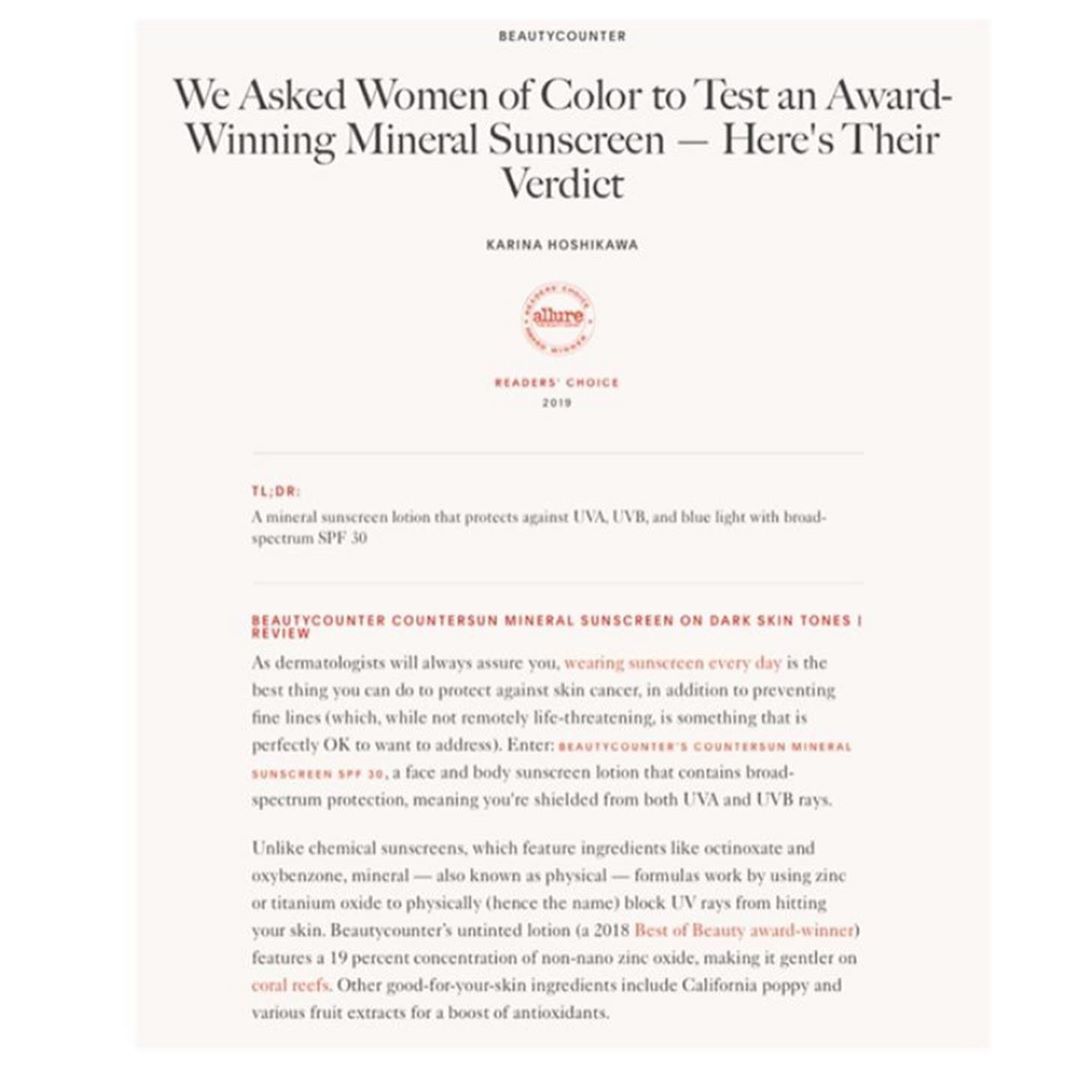 BEAUTYCOUNTER
We Asked Women of Color to Test an Award-
Winning Mineral Sunscreen — Here's Their
Verdict
KARINA HOSHIKAWA
READERS' CHOICE
allure
AWARD WINNER
READERS' CHOICE
2019
TL;DR:
A mineral sunscreen lotion that protects against UVA, UVB, and blue light with broad-
spectrum SPF 30
BEAUTYCOUNTER COUNTERSUN MINERAL SUNSCREEN ON DARK SKIN TONES |
REVIEW
As dermatologists will always assure you, wearing sunscreen every day is the
best thing you can do to protect against skin cancer, in addition to preventing
fine lines (which, while not remotely life-threatening, is something that is
perfectly OK to want to address). Enter: BEAUTYCOUNTER'S COUNTERSUN MINERAL
SUNSCREEN SPF 30, a face and body sunscreen lotion that contains broad-
spectrum protection, meaning you're shielded from both UVA and UVB rays.
Unlike chemical sunscreens, which feature ingredients like octinoxate and
oxybenzone, mineral — also known as physical — formulas work by using zinc
or titanium oxide to physically (hence the name) block UV rays from hitting
your skin. Beautycounter's untinted lotion (a 2018 Best of Beauty award-winner)
features a 19 percent concentration of non-nano zinc oxide, making it gentler on
coral reefs. Other good-for-your-skin ingredients include California poppy and
various fruit extracts for a boost of antioxidants.